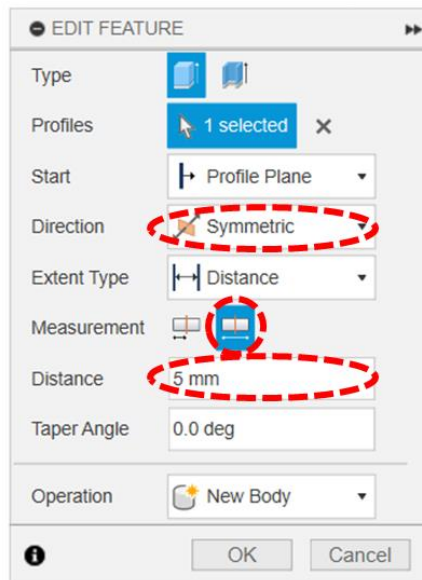 EDIT FEATURE
Type
Profiles 1 selected
Start Profile Plane
Direction Symmetric
Extent Type Distance
Measurement
Distance 5 mm
Taper Angle 0.0 deg
Operation New Body
OK Cancel